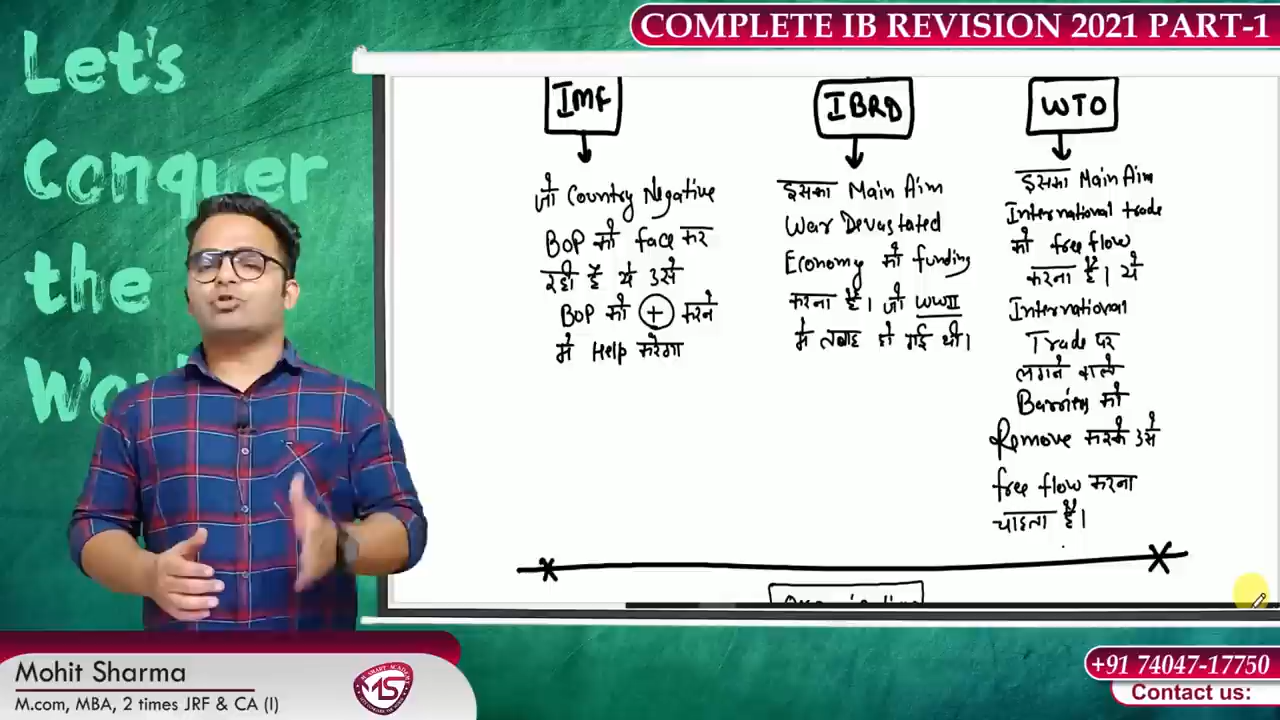 COMPLETE IB REVISION 2021 PART-1
Let's
Conquer
the
Wo
IMF
जो Country Negative
BOP को face कर
रही है ये उसे
BOP को + करने
मे Help करेगा
IBRD
इसका Main Aim
War Devastated
Economy को funding
करना है। जो WWII
मे तबाह हो गई थी।
WTO
इसका Main Aim
International trade
को free flow
करना है। ये
International
Trade पर
लगने वाले
Barriers को
Remove करके उसे
free flow करना
चाहता है।
Mohit Sharma
M.com, MBA, 2 times JRF & CA (I)
MS
+91 74047-17750
Contact us: